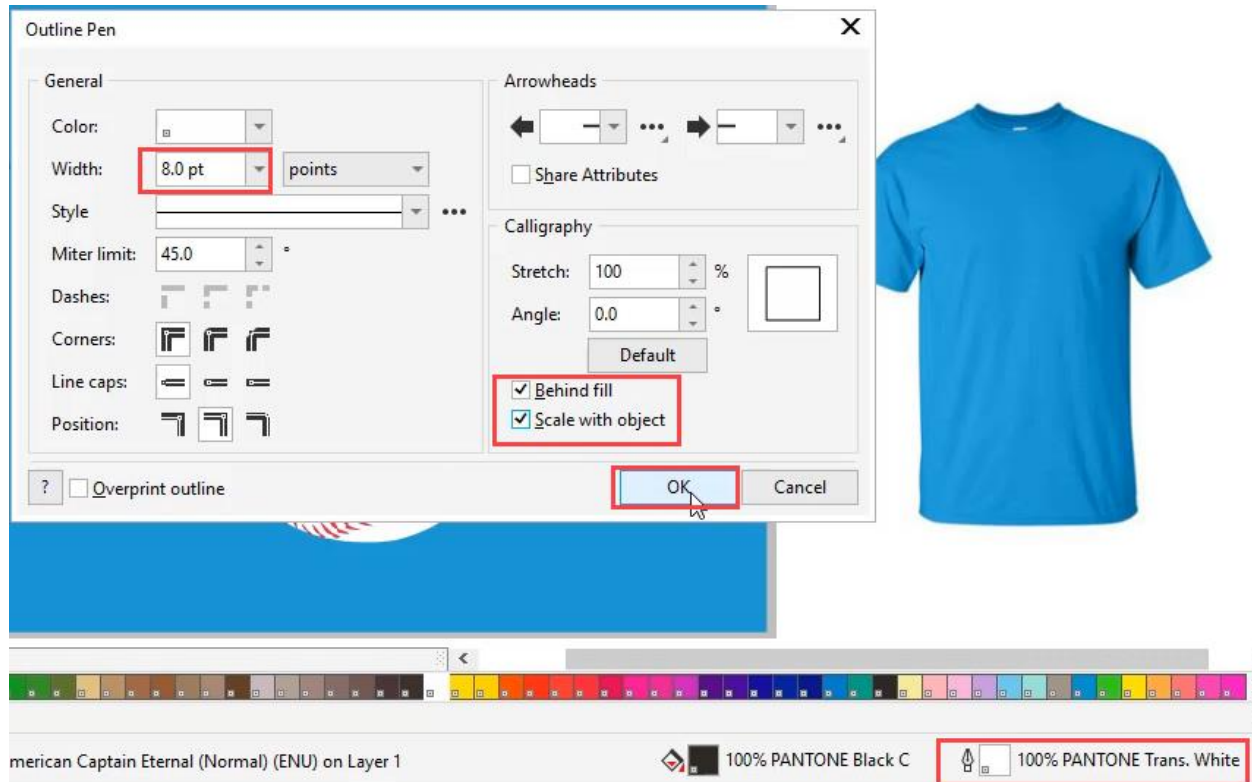 Outline Pen
General
Color:
Width: 8.0 pt points
Style
Miter limit: 45.0 °
Dashes:
Corners:
Line caps:
Position:
Arrowheads
Share Attributes
Calligraphy
Stretch: 100 %
Angle: 0.0 °
Default
Behind fill
Scale with object
? Overprint outline
OK Cancel
merican Captain Eternal (Normal) (ENU) on Layer 1
100% PANTONE Black C
100% PANTONE Trans. White